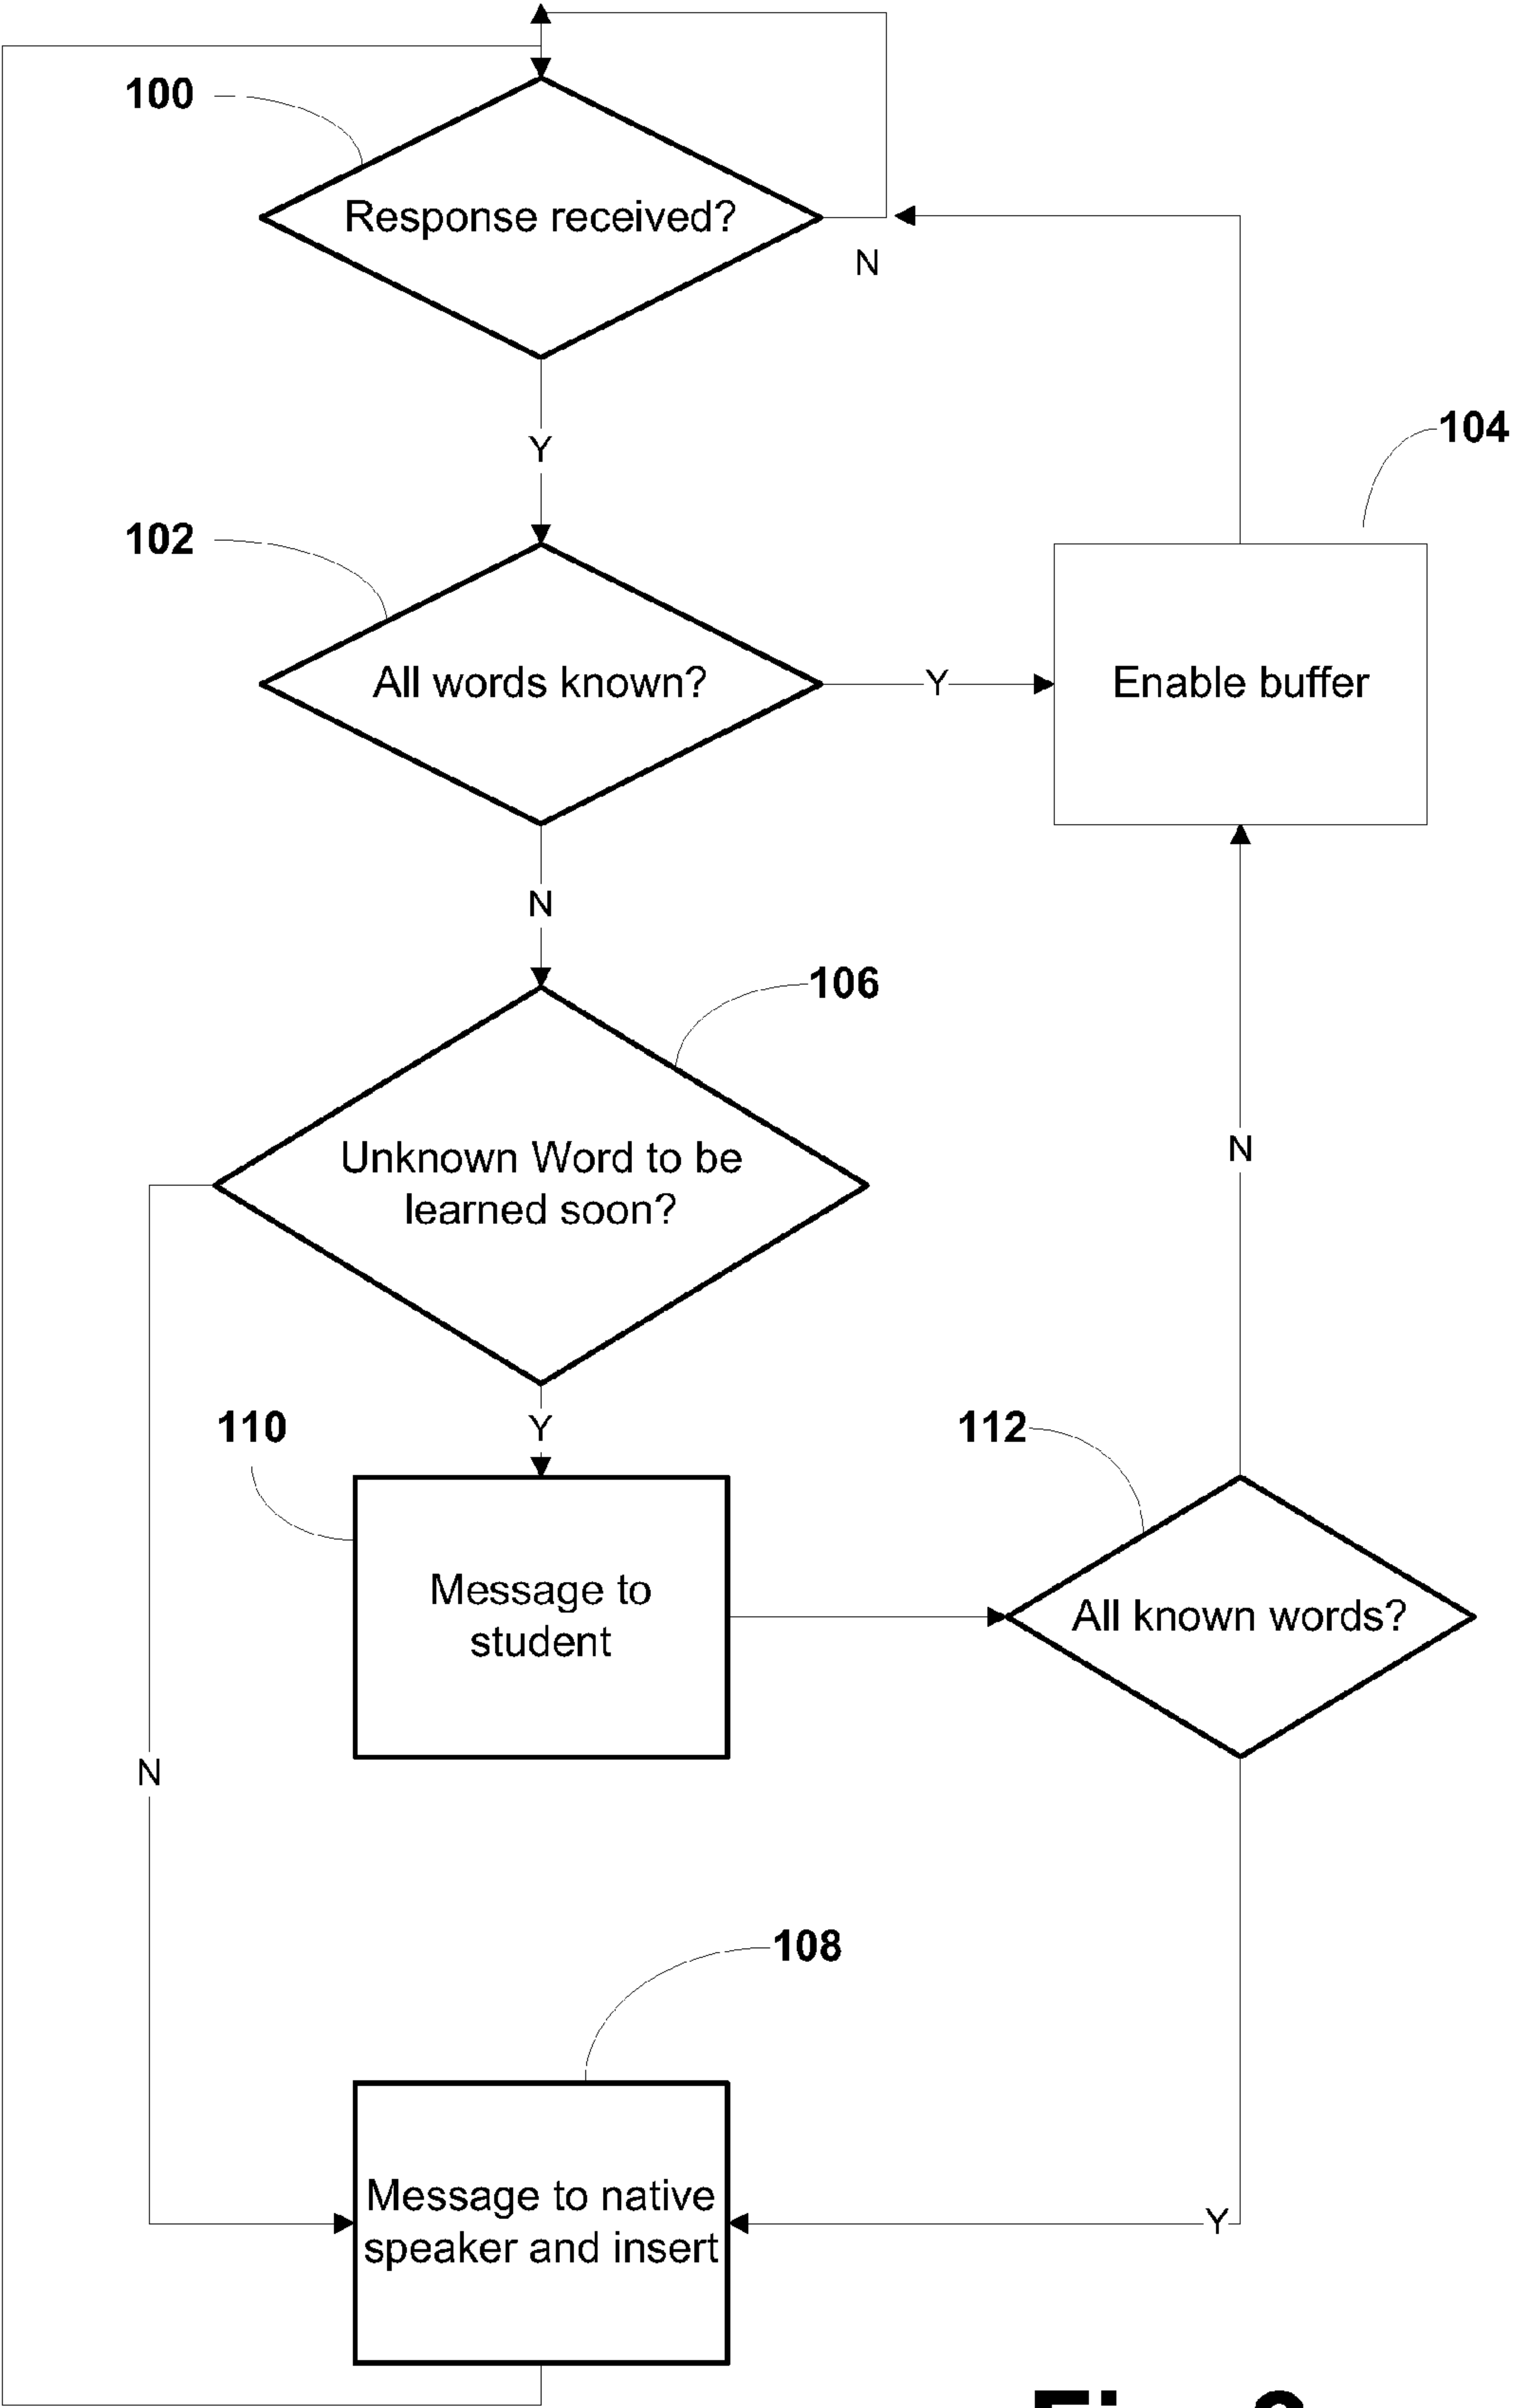 100
Response received?
N
Y
104
102
All words known?
Y
Enable buffer
N
106
Unknown Word to be
learned soon?
N
110
Y
112
Message to
student
All known words?
N
108
Message to native
speaker and insert
Y